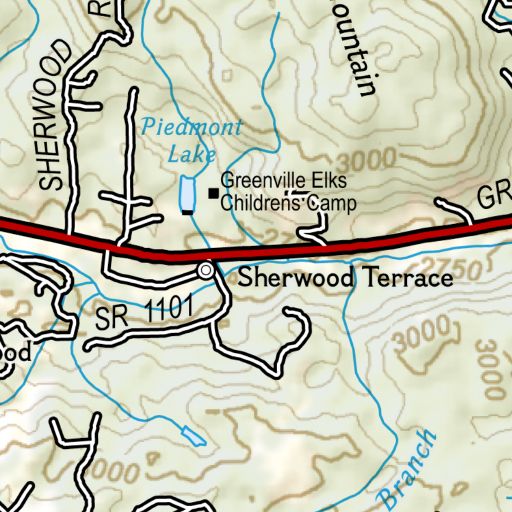 R
SHERWOOD
ountain
Piedmont
Lake
3000
Greenville Elks
Childrens Camp
GR
2750
Sherwood Terrace
SR 1101
3000
3000
ood
3000
Branch